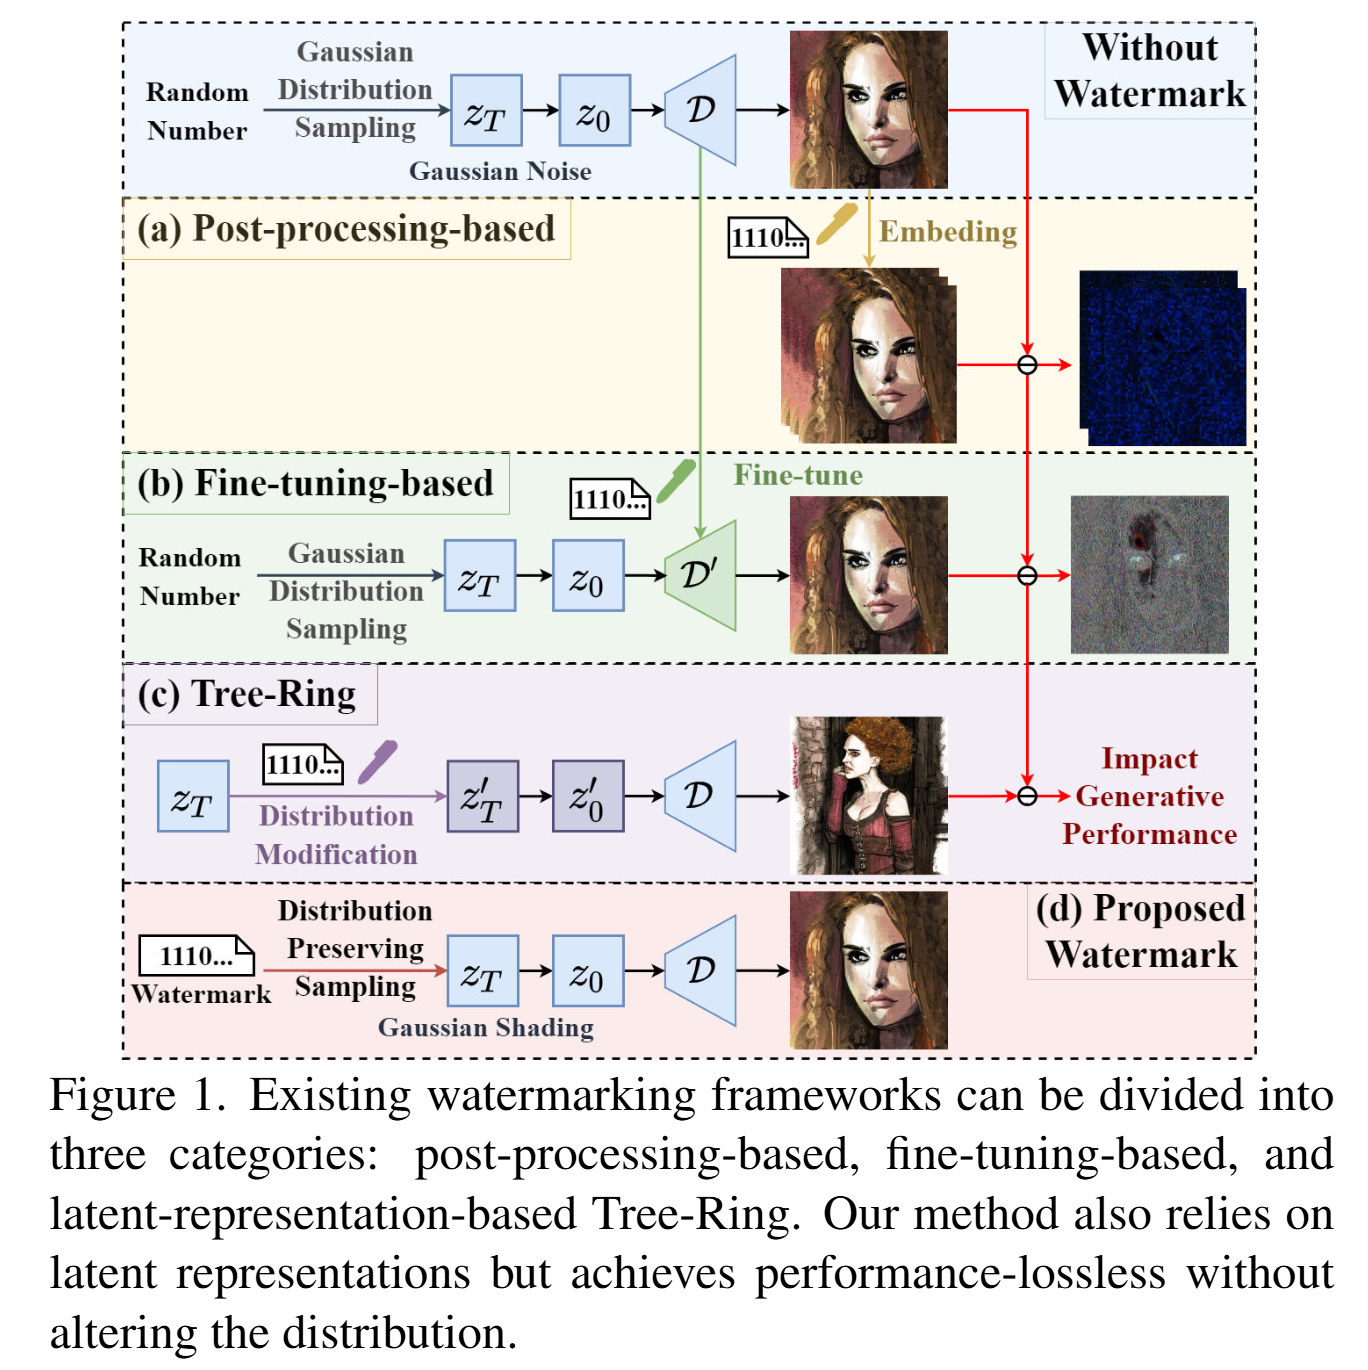 Without
Watermark
Random
Number
Gaussian
Distribution
Sampling
z_T
z_0
D
Gaussian Noise
(a) Post-processing-based
1110...
Embeding
(b) Fine-tuning-based
1110...
Fine-tune
Random
Number
Gaussian
Distribution
Sampling
z_T
z_0
D′
(c) Tree-Ring
1110...
z_T
Distribution
Modification
z′_T
z′_0
D
Impact
Generative
Performance
(d) Proposed
Watermark
1110...
Watermark
Distribution
Preserving
Sampling
z_T
z_0
D
Gaussian Shading
Figure 1. Existing watermarking frameworks can be divided into
three categories: post-processing-based, fine-tuning-based, and
latent-representation-based Tree-Ring. Our method also relies on
latent representations but achieves performance-lossless without
altering the distribution.